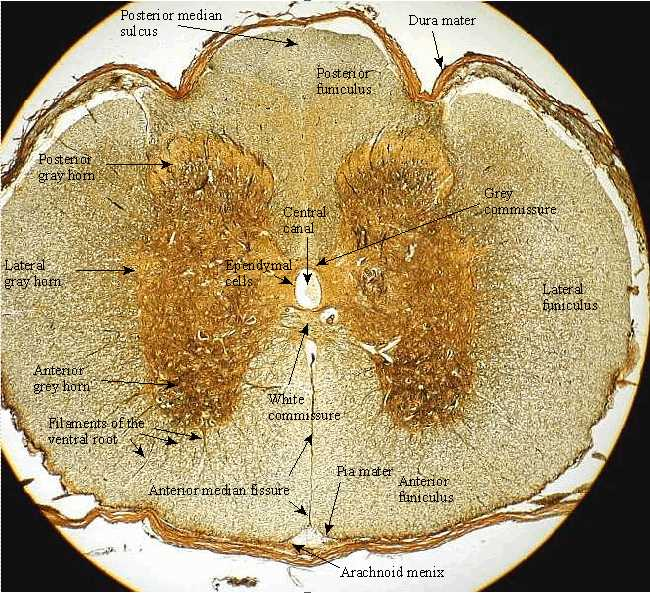 Posterior median
sulcus
Dura mater
Posterior
funiculus
Posterior
gray horn
Grey
commissure
Central
canal
Lateral
gray horn
Ependymal
cells
Lateral
funiculus
Anterior
grey horn
White
commissure
Filaments of the
ventral root
Pia mater
Anterior median fissure
Anterior
funiculus
Arachnoid menix